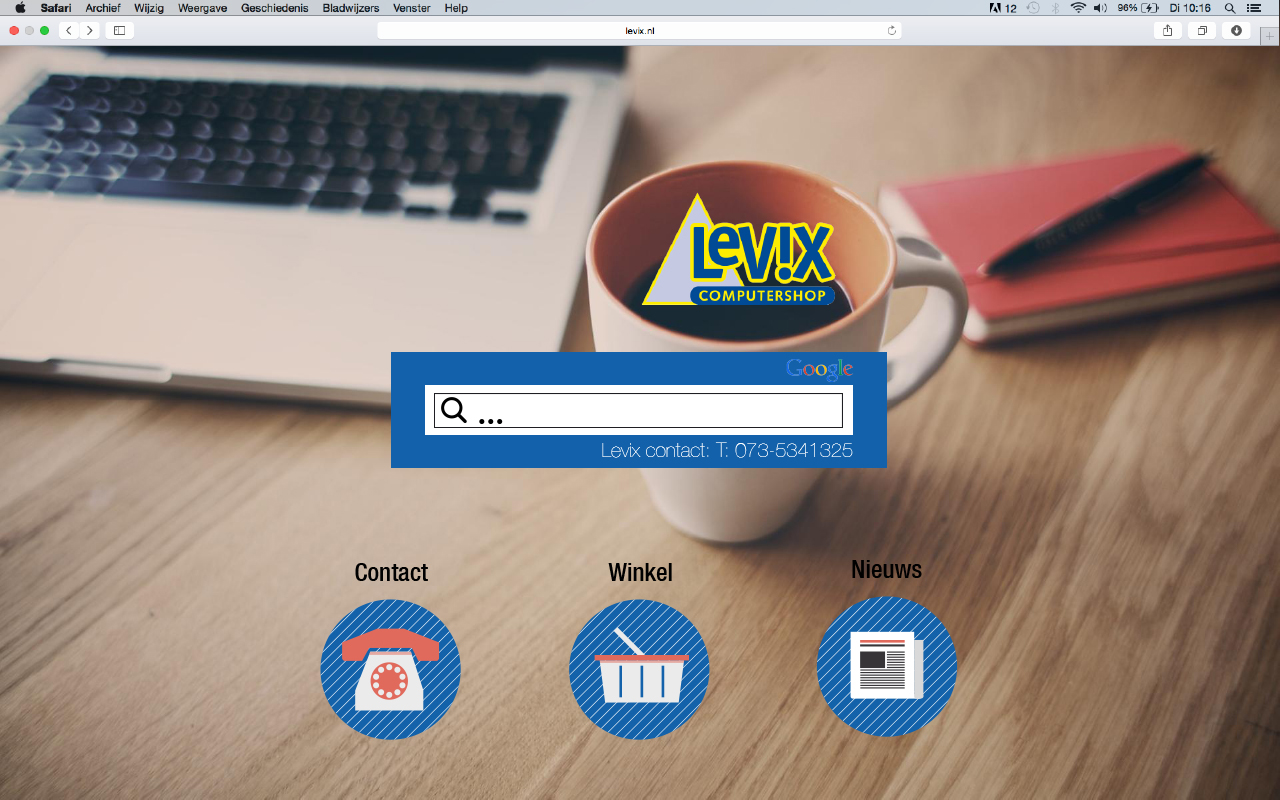 Safari Archief Wijzig Weergave Geschiedenis Bladwijzers Venster Help 12 96% Di 10:16
levix.nl
Levix
COMPUTERSHOP
Google
...
Levix contact: T: 073-5341325
Contact Winkel Nieuws